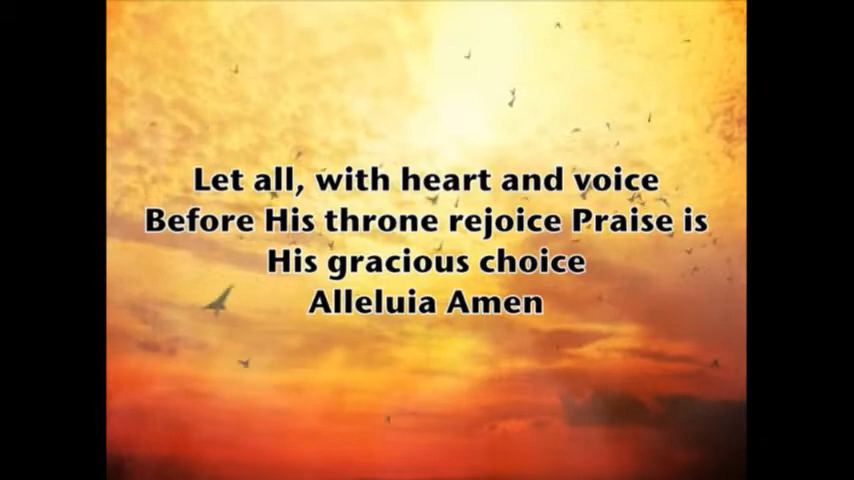 Let all, with heart and voice
Before His throne rejoice Praise is
His gracious choice
Alleluia Amen